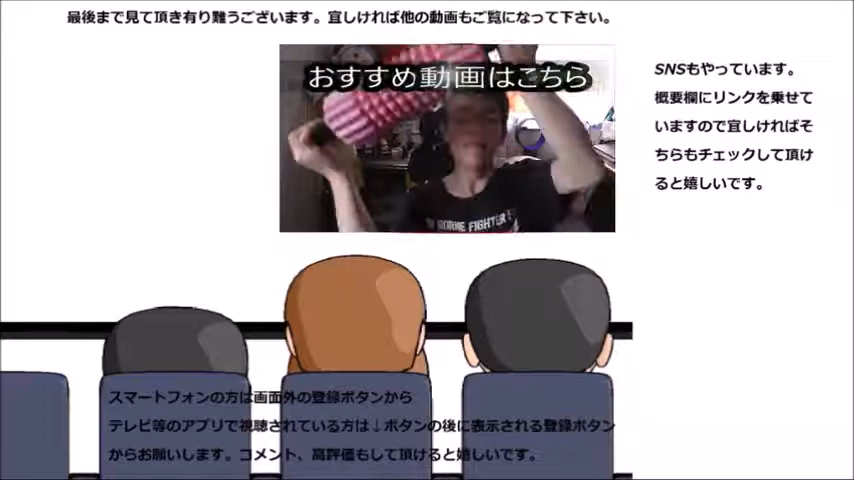 最後まで見て頂き有り難うございます。宜しければ他の動画もご覧になって下さい。
おすすめ動画はこちら
SNSもやっています。
概要欄にリンクを乗せて
いますので宜しければそ
ちらもチェックして頂け
ると嬉しいです。
FIGHTER
スマートフォンの方は画面外の登録ボタンから
テレビ等のアプリで視聴されている方は↓ボタンの後に表示される登録ボタン
からお願いします。コメント、高評価もして頂けると嬉しいです。